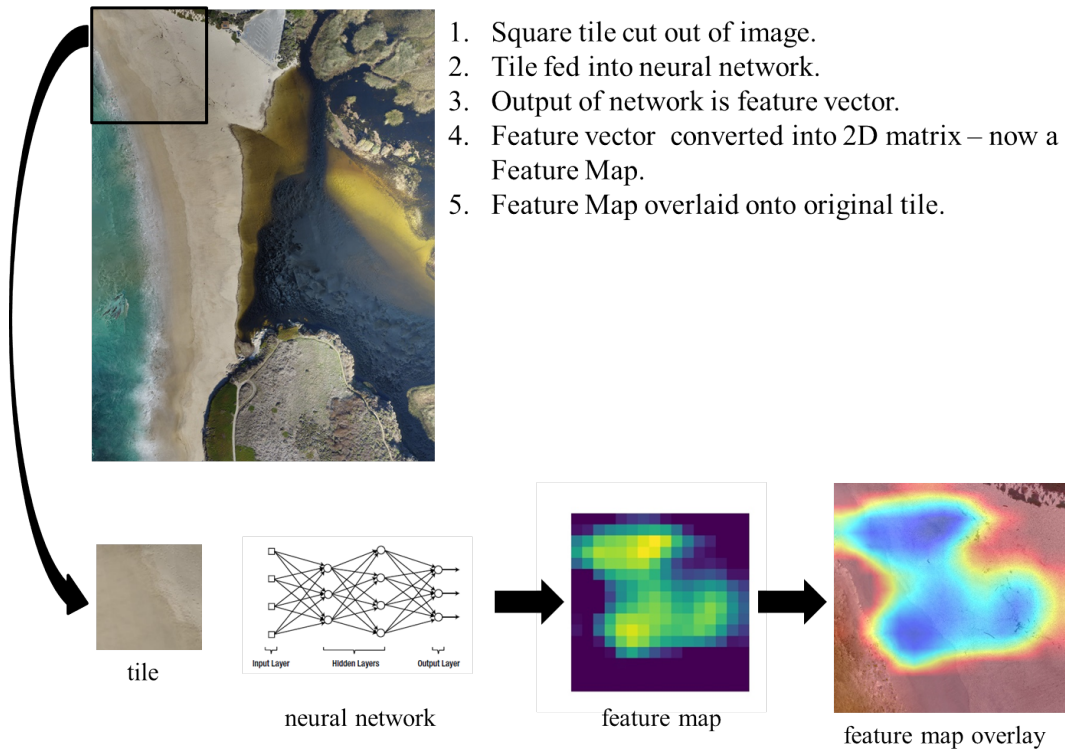 1. Square tile cut out of image.
2. Tile fed into neural network.
3. Output of network is feature vector.
4. Feature vector converted into 2D matrix – now a
Feature Map.
5. Feature Map overlaid onto original tile.
Input Layer
Hidden Layers
Output Layer
tile
neural network
feature map
feature map overlay